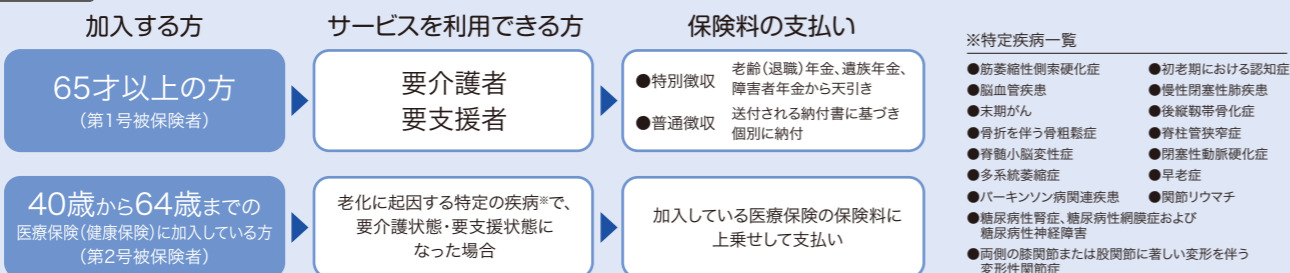 加入する方
サービスを利用できる方
保険料の支払い
65才以上の方
(第1号被保険者)
要介護者
要支援者
●特別徴収
老齢(退職)年金、遺族年金、
障害者年金から天引き
●普通徴収
送付される納付書に基づき
個別に納付
40歳から64歳までの
医療保険(健康保険)に加入している方
(第2号被保険者)
老化に起因する特定の疾病※で、
要介護状態・要支援状態に
なった場合
加入している医療保険の保険料に
上乗せして支払い
※特定疾病一覧
●筋萎縮性側索硬化症
●脳血管疾患
●末期がん
●骨折を伴う骨粗鬆症
●脊髄小脳変性症
●多系統萎縮症
●パーキンソン病関連疾患
●初老期における認知症
●慢性閉塞性肺疾患
●後縦靱帯骨化症
●脊柱管狭窄症
●閉塞性動脈硬化症
●早老症
●関節リウマチ
●糖尿病性腎症、糖尿病性網膜症および
糖尿病性神経障害
●両側の膝関節または股関節に著しい変形を伴う
変形性関節症